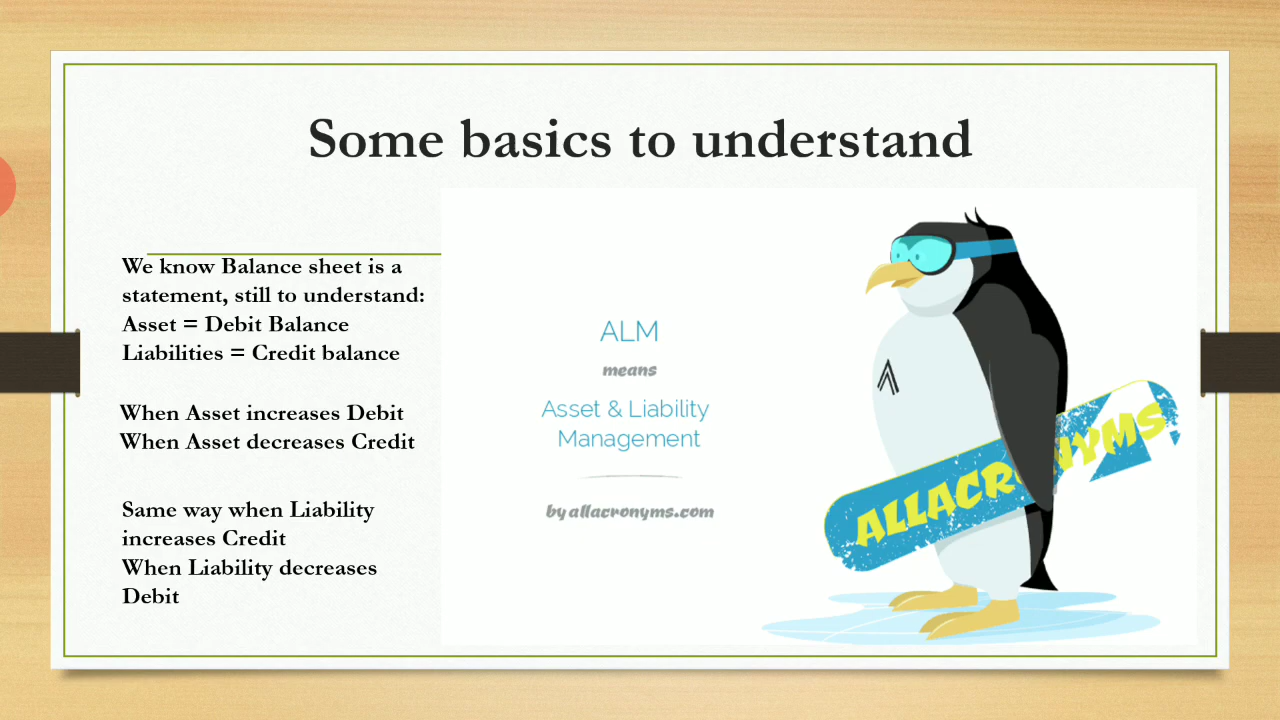 Some basics to understand
We know Balance sheet is a
statement, still to understand:
Asset = Debit Balance
Liabilities = Credit balance
When Asset increases Debit
When Asset decreases Credit
Same way when Liability
increases Credit
When Liability decreases
Debit
ALM
means
Asset & Liability
Management
by allacronyms.com